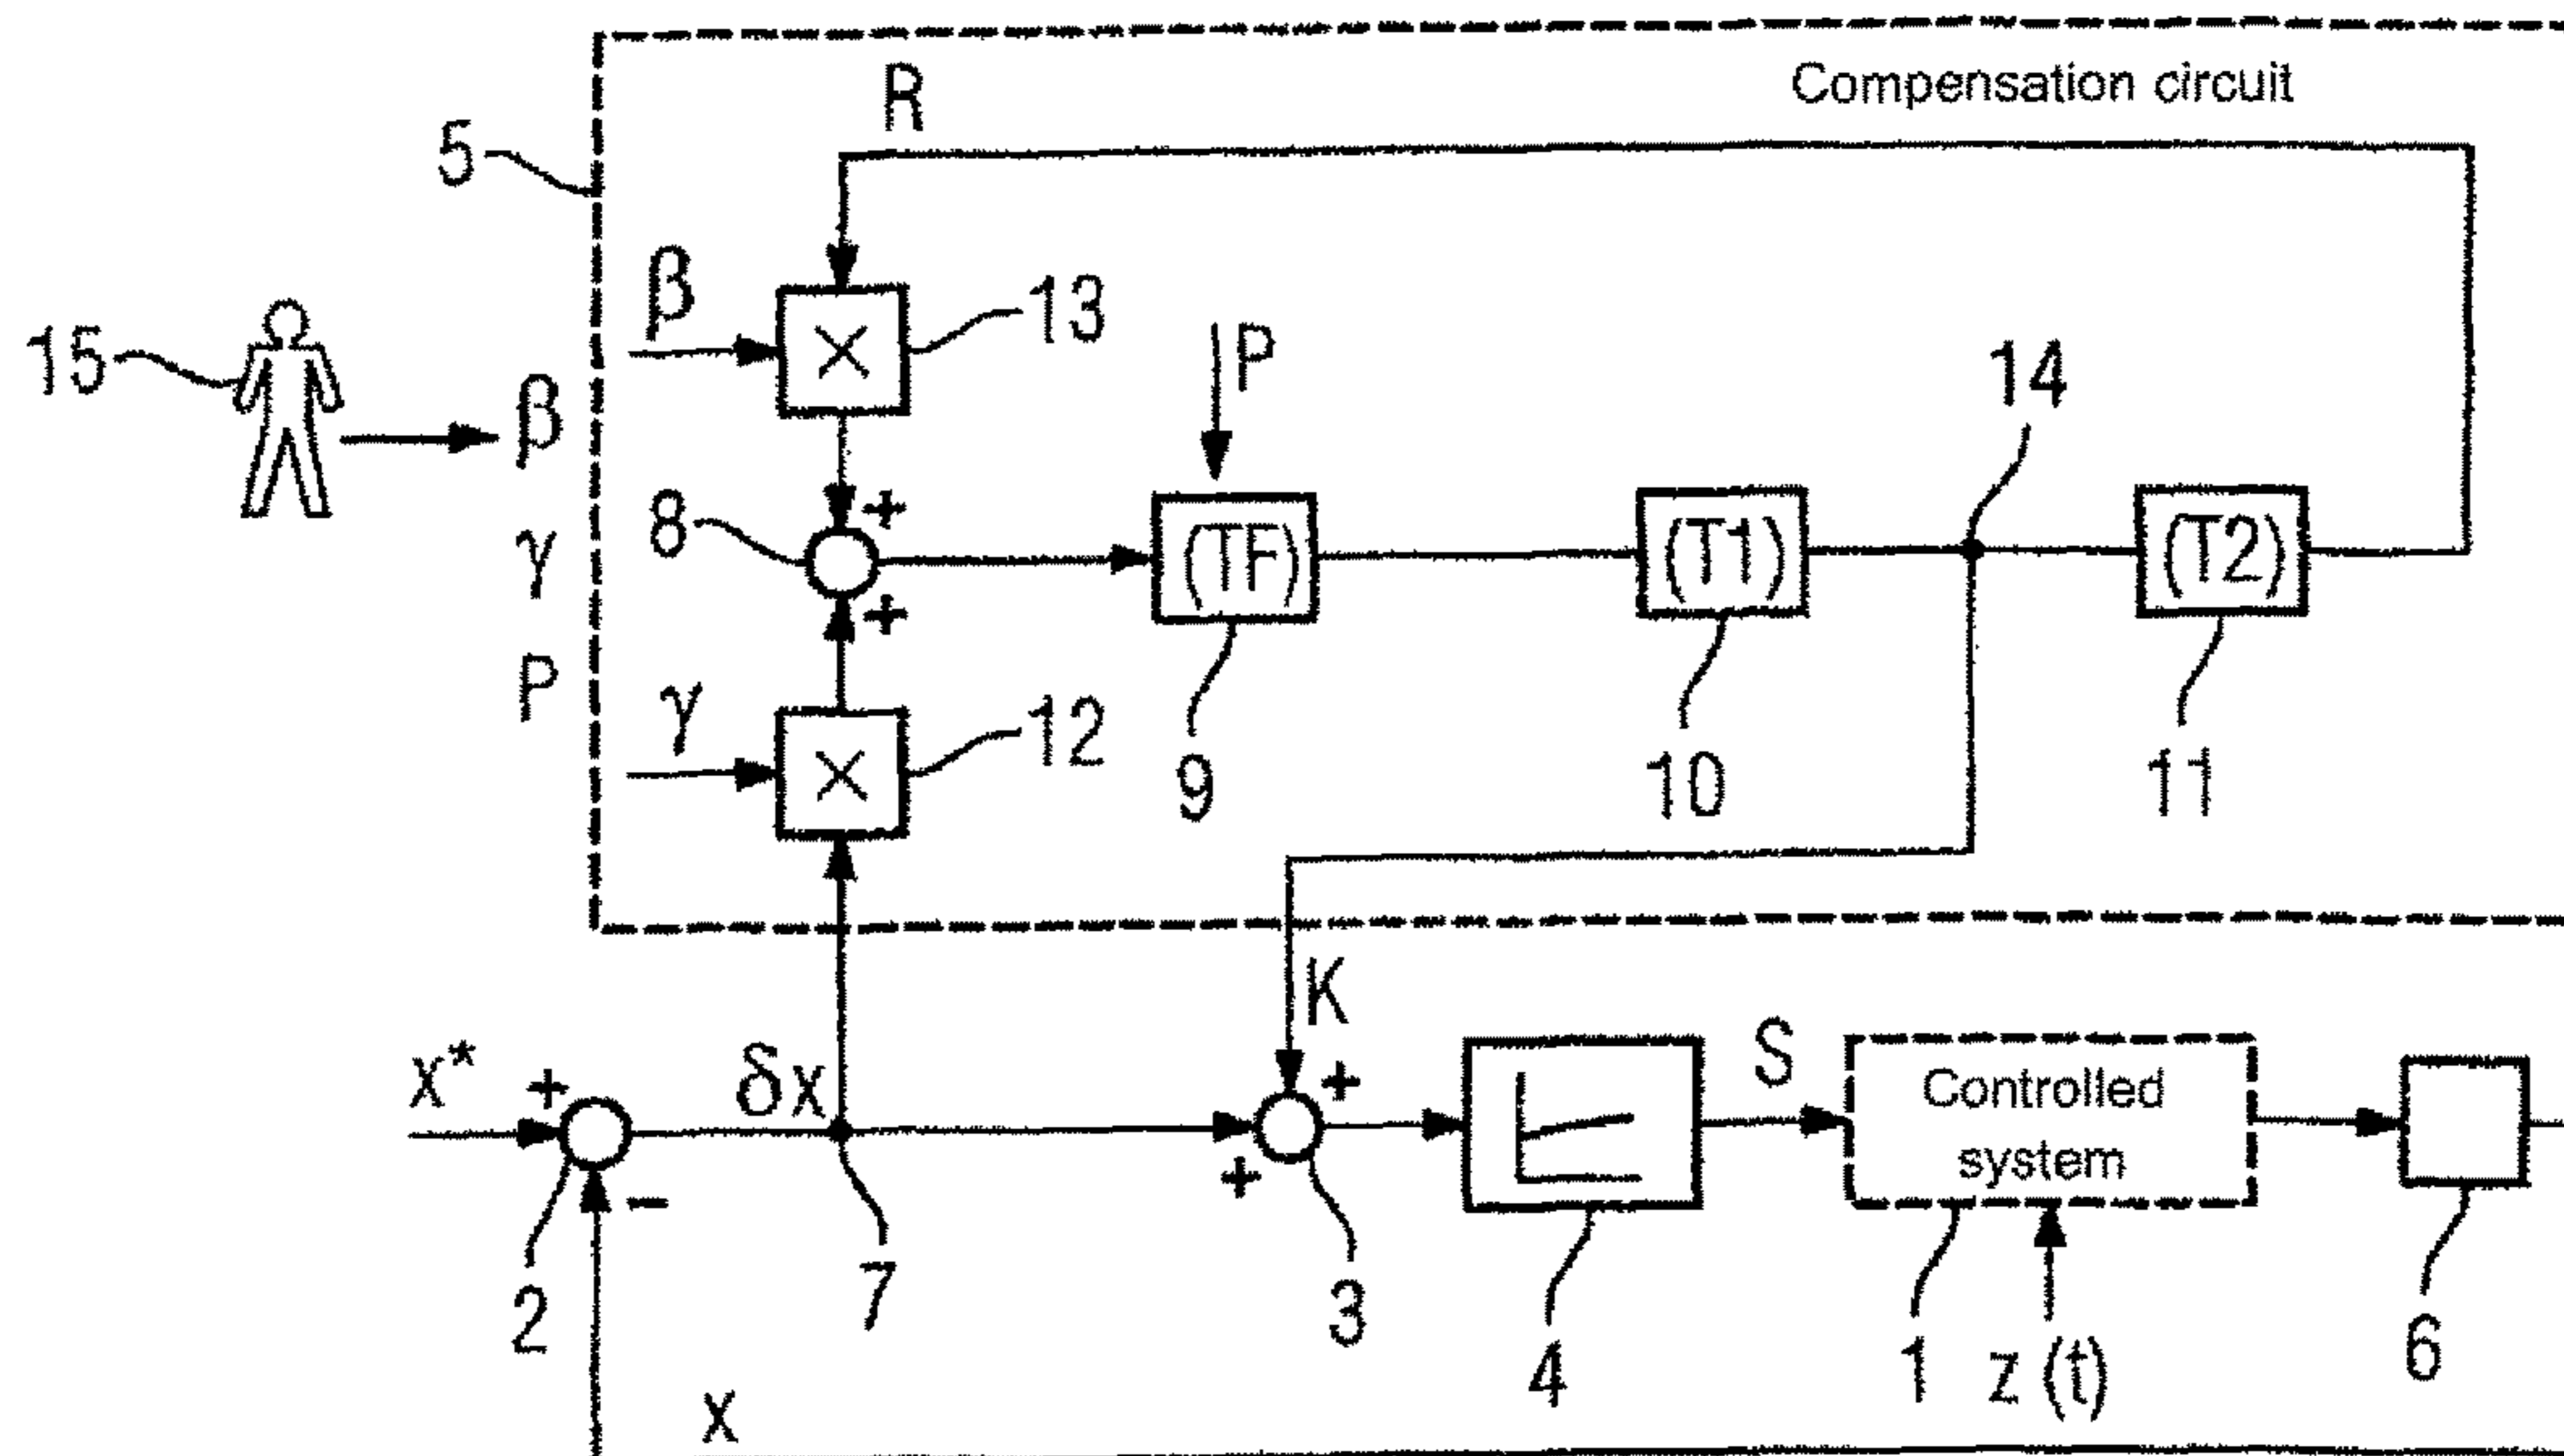 Compensation circuit
R
5
β
13
15
β
P
14
+
8
(TF)
(T1)
(T2)
γ
+
P
γ
12
9
10
11
K
x*
+
δx
+
S
Controlled
system
+
-
2
7
3
4
1
z (t)
6
x